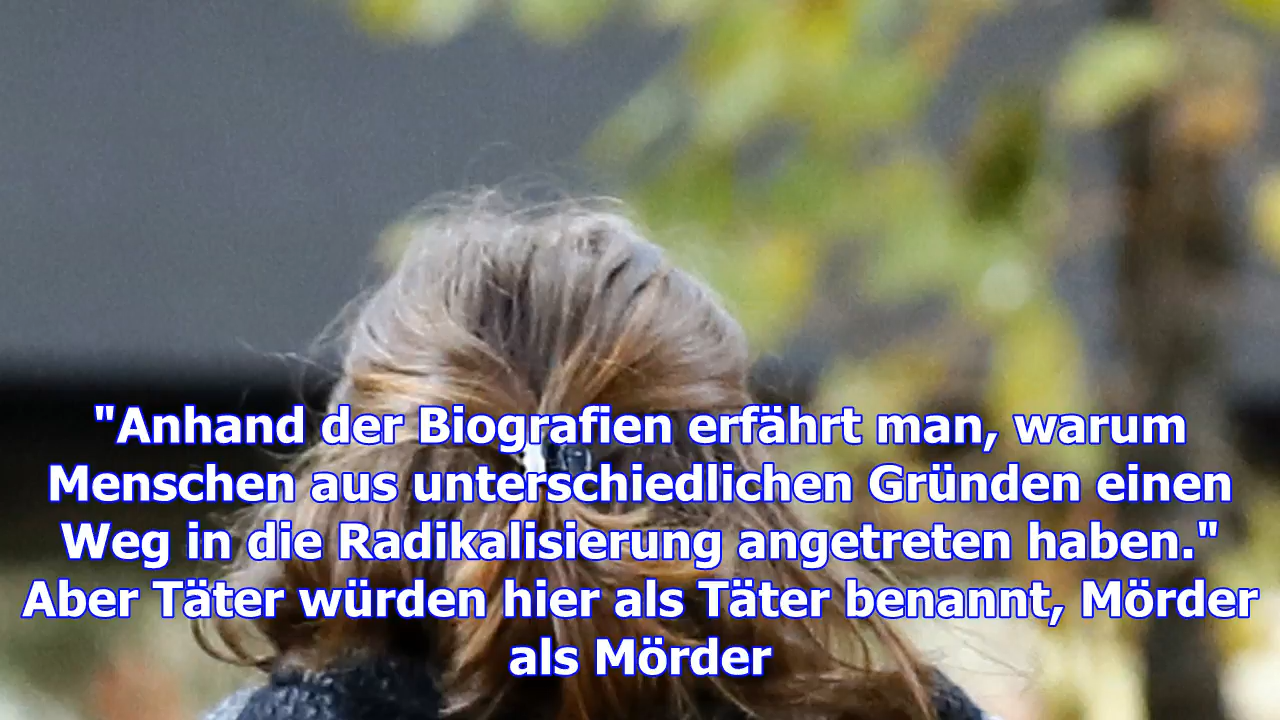 "Anhand der Biografien erfährt man, warum
Menschen aus unterschiedlichen Gründen einen
Weg in die Radikalisierung angetreten haben."
Aber Täter würden hier als Täter benannt, Mörder
als Mörder